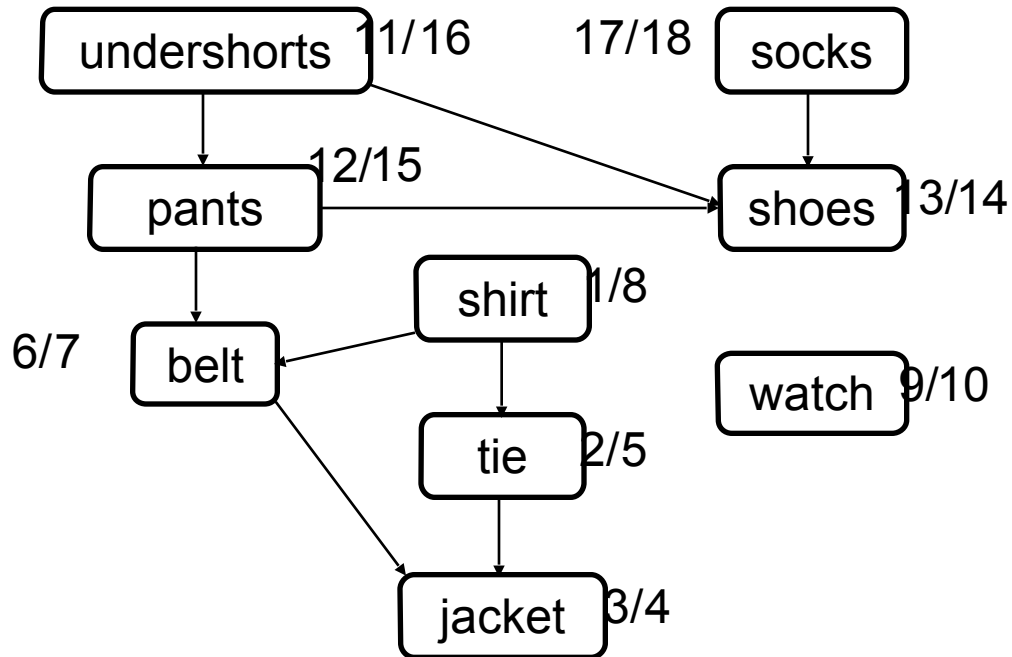 undershorts 11/16
17/18 socks
12/15
pants
shoes 13/14
shirt 1/8
6/7 belt
watch 9/10
tie 2/5
jacket 3/4